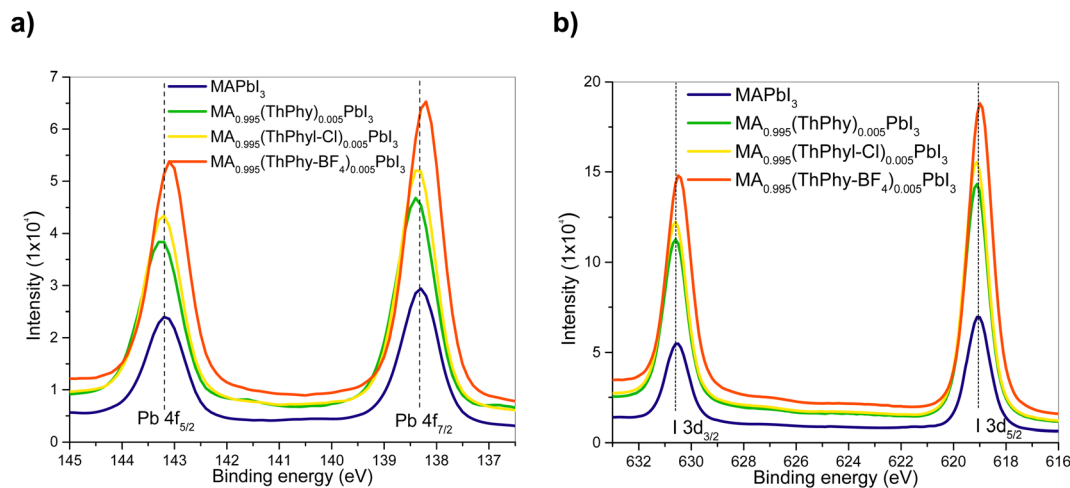 a)
7
6
5
4
3
2
1
0
Intensity (1x10⁴)
MAPbI₃
MA₀.₉₉₅(ThPhy)₀.₀₀₅PbI₃
MA₀.₉₉₅(ThPhyl-Cl)₀.₀₀₅PbI₃
MA₀.₉₉₅(ThPhy-BF₄)₀.₀₀₅PbI₃
Pb 4f₅/₂
Pb 4f₇/₂
145 144 143 142 141 140 139 138 137
Binding energy (eV)
b)
20
15
10
5
0
Intensity (1x10⁴)
MAPbI₃
MA₀.₉₉₅(ThPhy)₀.₀₀₅PbI₃
MA₀.₉₉₅(ThPhyl-Cl)₀.₀₀₅PbI₃
MA₀.₉₉₅(ThPhy-BF₄)₀.₀₀₅PbI₃
I 3d₃/₂
I 3d₅/₂
632 630 628 626 624 622 620 618 616
Binding energy (eV)